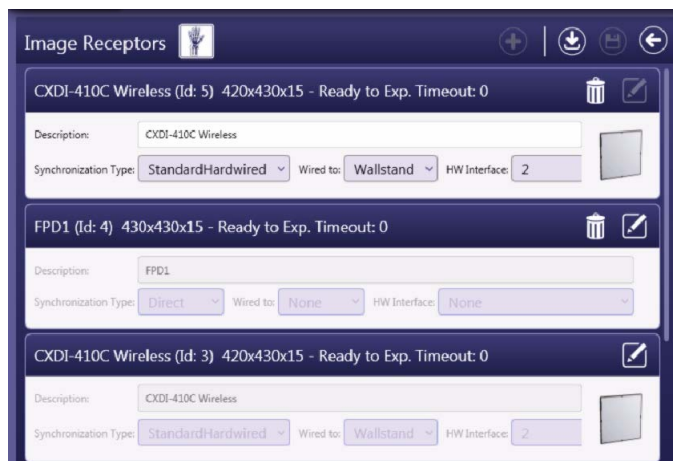 Image Receptors
CXDI-410C Wireless (Id: 5) 420x430x15 - Ready to Exp. Timeout: 0
Description: CXDI-410C Wireless
Synchronization Type: StandardHardwired Wired to: Wallstand HW Interface: 2
FPD1 (Id: 4) 430x430x15 - Ready to Exp. Timeout: 0
Description: FPD1
Synchronization Type: Direct Wired to: None HW Interface: None
CXDI-410C Wireless (Id: 3) 420x430x15 - Ready to Exp. Timeout: 0
Description: CXDI-410C Wireless
Synchronization Type: StandardHardwired Wired to: Wallstand HW Interface: 2